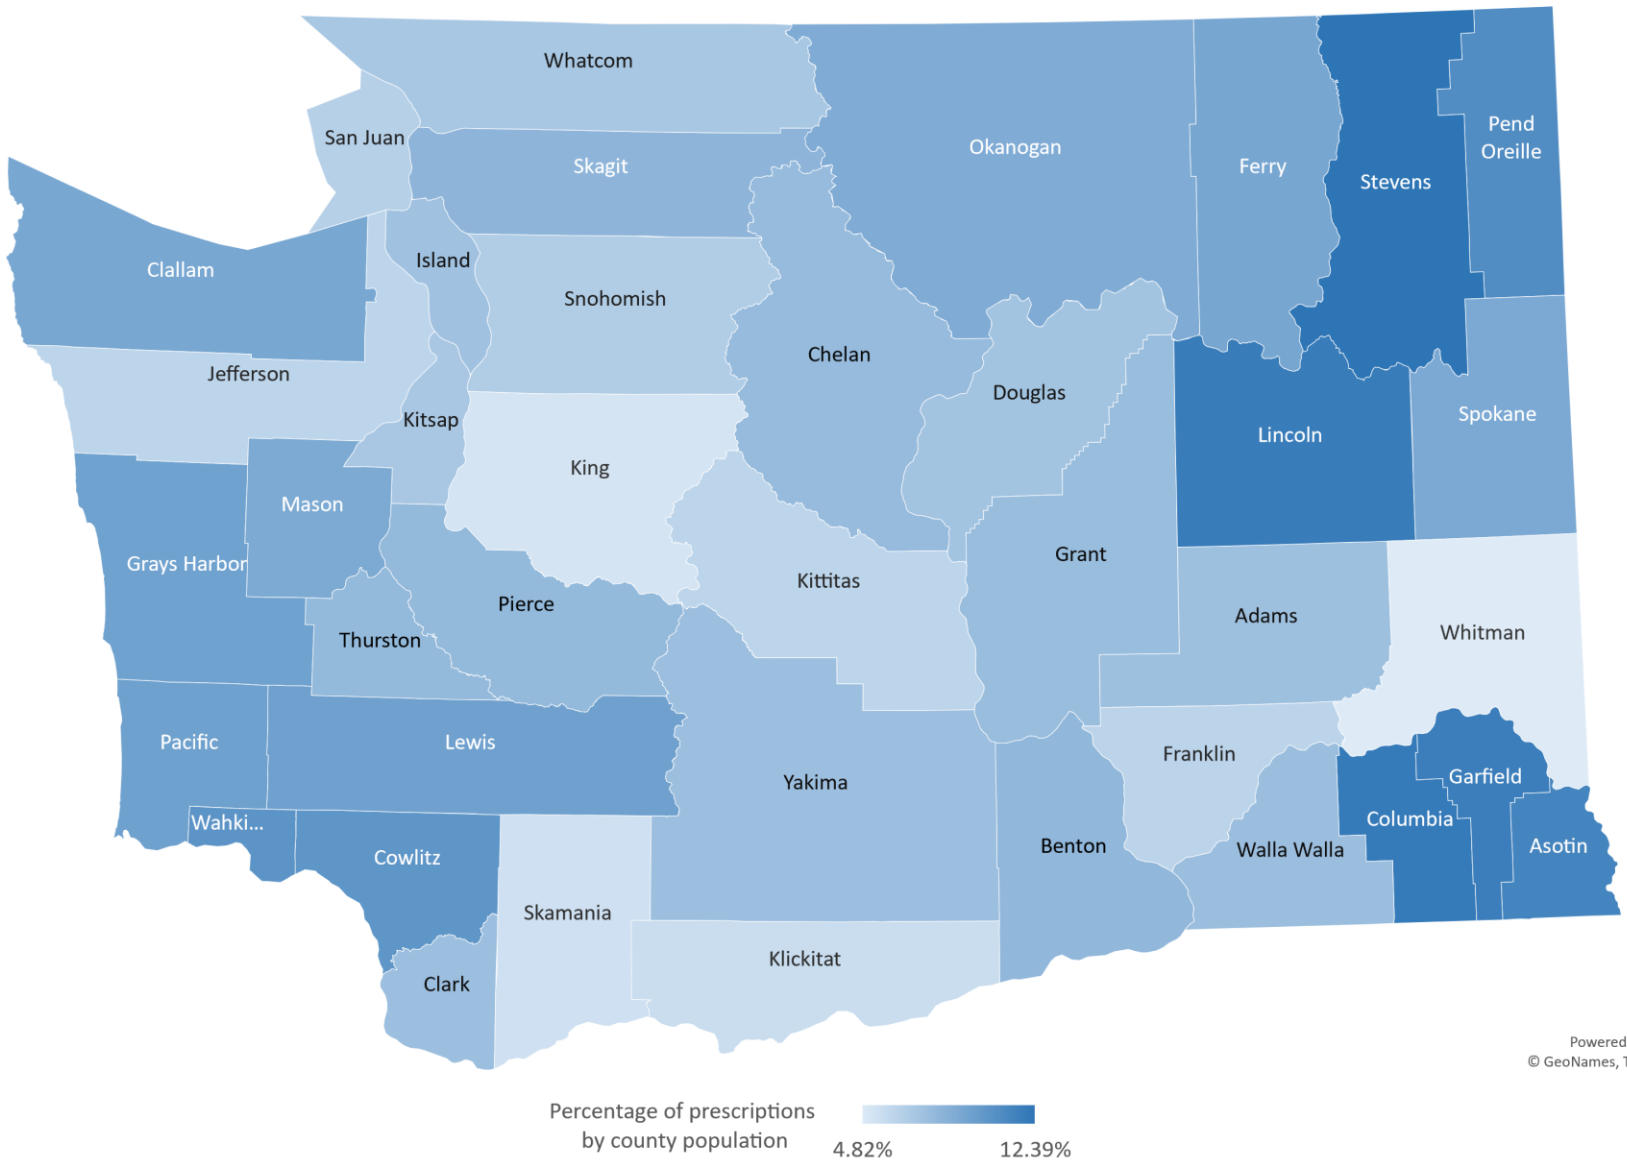 Whatcom
San Juan
Skagit
Okanogan
Ferry
Stevens
Pend
Oreille
Clallam
Island
Snohomish
Chelan
Jefferson
Douglas
Kitsap
Lincoln
Spokane
King
Mason
Grays Harbor
Grant
Kittitas
Pierce
Thurston
Adams
Whitman
Pacific
Lewis
Yakima
Franklin
Garfield
Wahki...
Columbia
Cowlitz
Benton
Walla Walla
Asotin
Skamania
Klickitat
Clark
Powered
© GeoNames, T
Percentage of prescriptions
by county population
4.82%
12.39%